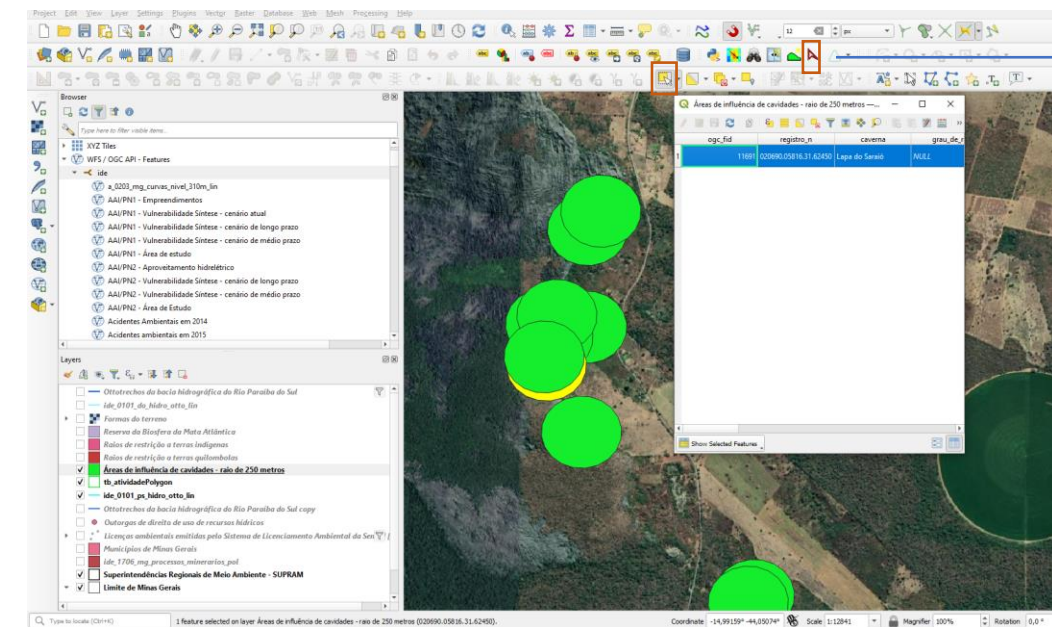 Project Edit View Layer Settings Plugins Vector Raster Database Web Mesh Processing Help
12
px
Browser
Type here to filter visible items...
XYZ Tiles
WFS / OGC API - Features
ide
a_0203_mg_curvas_nivel_310m_lin
AAI/PN1 - Empreendimentos
AAI/PN1 - Vulnerabilidade Síntese - cenário atual
AAI/PN1 - Vulnerabilidade Síntese - cenário de longo prazo
AAI/PN1 - Vulnerabilidade Síntese - cenário de médio prazo
AAI/PN1 - Área de estudo
AAI/PN2 - Aproveitamento hidrelétrico
AAI/PN2 - Vulnerabilidade Síntese - cenário de longo prazo
AAI/PN2 - Vulnerabilidade Síntese - cenário de médio prazo
AAI/PN2 - Área de Estudo
Acidentes Ambientais em 2014
Acidentes ambientais em 2015
Layers
Ottotrechos da bacia hidrográfica do Rio Paraíba do Sul
ide_0101_do_hidro_otto_lin
Formas do terreno
Reserva da Biosfera da Mata Atlântica
Raios de restrição a terras indígenas
Raios de restrição a terras quilombolas
Áreas de influência de cavidades - raio de 250 metros
tb_atividadePolygon
ide_0101_ps_hidro_otto_lin
Ottotrechos da bacia hidrográfica do Rio Paraíba do Sul copy
Outorgas de direito de uso de recursos hídricos
Licenças ambientais emitidas pelo Sistema de Licenciamento Ambiental da Sem
Municípios de Minas Gerais
ide_1706_mg_processos_minerarios_pol
Superintendências Regionais de Meio Ambiente - SUPRAM
Limite de Minas Gerais
Áreas de influência de cavidades - raio de 250 metros —...
ogc_fid registro_n caverna grau_de_r
1 11691 020690.05816.31.62450 Lapa do Saraió NULL
Show Selected Features
Type to locate (Ctrl+K)
1 feature selected on layer Áreas de influência de cavidades - raio de 250 metros (020690.05816.31.62450).
Coordinate -14,99159° -44,05074° Scale 1:12841 Magnifier 100% Rotation 0,0 °